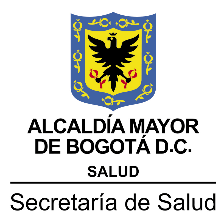 ALCALDÍA MAYOR
DE BOGOTÁ D.C.
SALUD
Secretaría de Salud